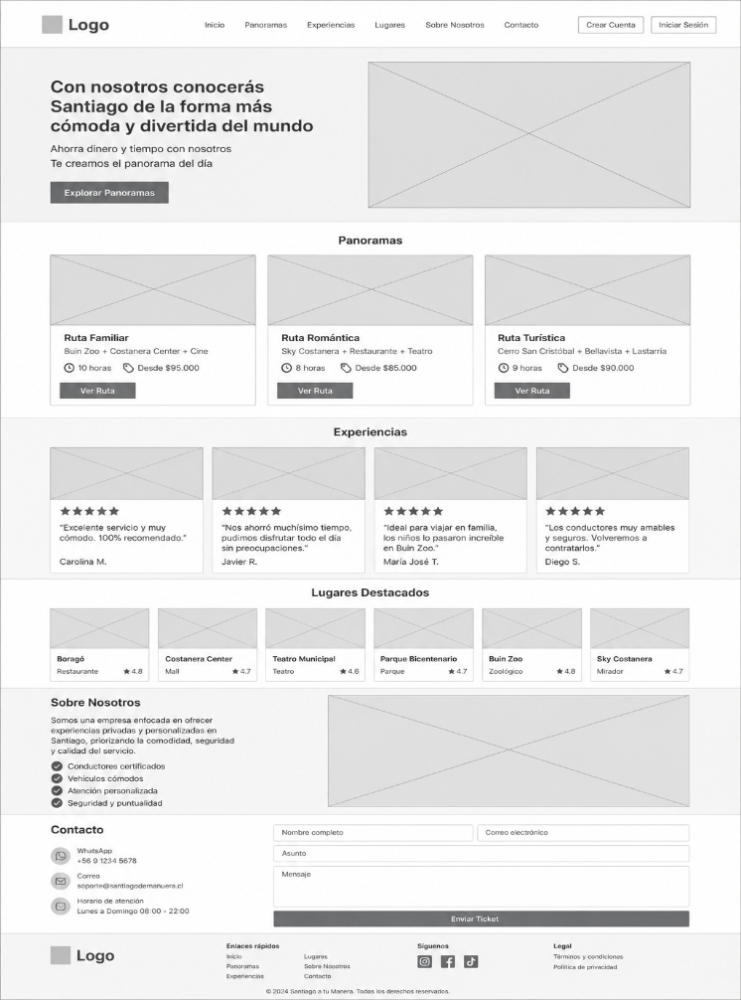 Logo
Inicio Panoramas Experiencias Lugares Sobre Nosotros Contacto
Crear Cuenta Iniciar Sesión
Con nosotros conocerás
Santiago de la forma más
cómoda y divertida del mundo
Ahorra dinero y tiempo con nosotros
Te creamos el panorama del día
Explorar Panoramas
Panoramas
Ruta Familiar
Buin Zoo + Costanera Center + Cine
10 horas Desde $95.000
Ver Ruta
Ruta Romántica
Sky Costanera + Restaurante + Teatro
8 horas Desde $85.000
Ver Ruta
Ruta Turística
Cerro San Cristóbal + Bellavista + Lastarria
9 horas Desde $90.000
Ver Ruta
Experiencias
"Excelente servicio y muy
cómodo. 100% recomendado."
Carolina M.
"Nos ahorró muchísimo tiempo,
pudimos disfrutar todo el día
sin preocupaciones."
Javier R.
"Ideal para viajar en familia,
los niños lo pasaron increíble
en Buin Zoo."
María José T.
"Los conductores muy amables
y seguros. Volveremos a
contratarlos."
Diego S.
Lugares Destacados
Boragó
Restaurante ★ 4.8
Costanera Center
Mall ★ 4.7
Teatro Municipal
Teatro ★ 4.6
Parque Bicentenario
Parque ★ 4.7
Buin Zoo
Zoológico ★ 4.8
Sky Costanera
Mirador ★ 4.7
Sobre Nosotros
Somos una empresa enfocada en ofrecer
experiencias privadas y personalizadas en
Santiago, priorizando la comodidad, seguridad
y calidad del servicio.
Conductores certificados
Vehículos cómodos
Atención personalizada
Seguridad y puntualidad
Contacto
WhatsApp
+56 9 1234 5678
Correo
soporte@santiagodemanuera.cl
Horario de atención
Lunes a Domingo 08:00 - 22:00
Nombre completo
Correo electrónico
Asunto
Mensaje
Enviar Ticket
Logo
Enlaces rápidos
Inicio
Panoramas
Experiencias
Lugares
Sobre Nosotros
Contacto
Síguenos
Legal
Términos y condiciones
Política de privacidad
© 2024 Santiago a tu Manera. Todos los derechos reservados.